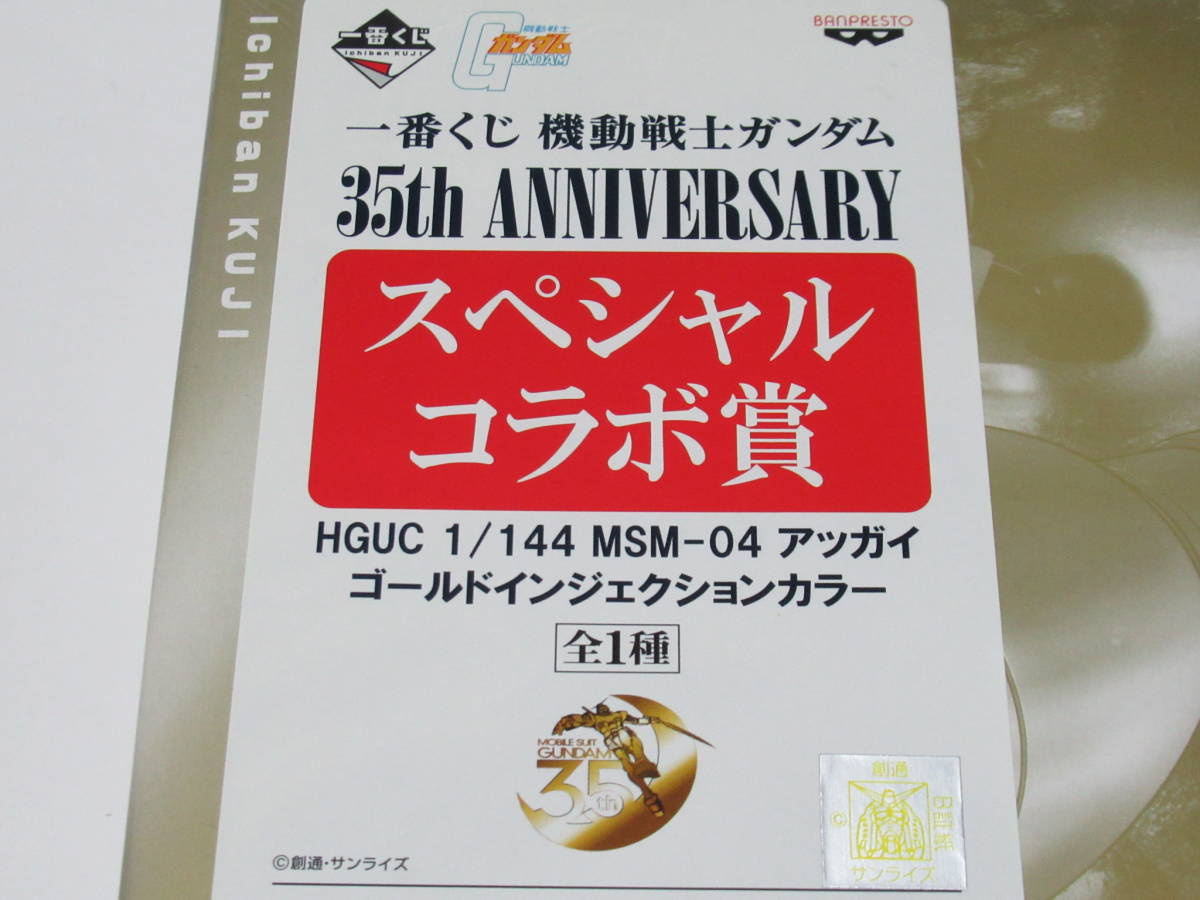 Ichiban KUJI
一番くじ
Ichiban KUJI
機動戦士
ガンダム
GUNDAM
BANPRESTO
一番くじ 機動戦士ガンダム
35th ANNIVERSARY
スペシャル
コラボ賞
HGUC 1/144 MSM-04 アッガイ
ゴールドインジェクションカラー
全1種
MOBILE SUIT
GUNDAM
35th
©創通・サンライズ
創通
©
サンライズ